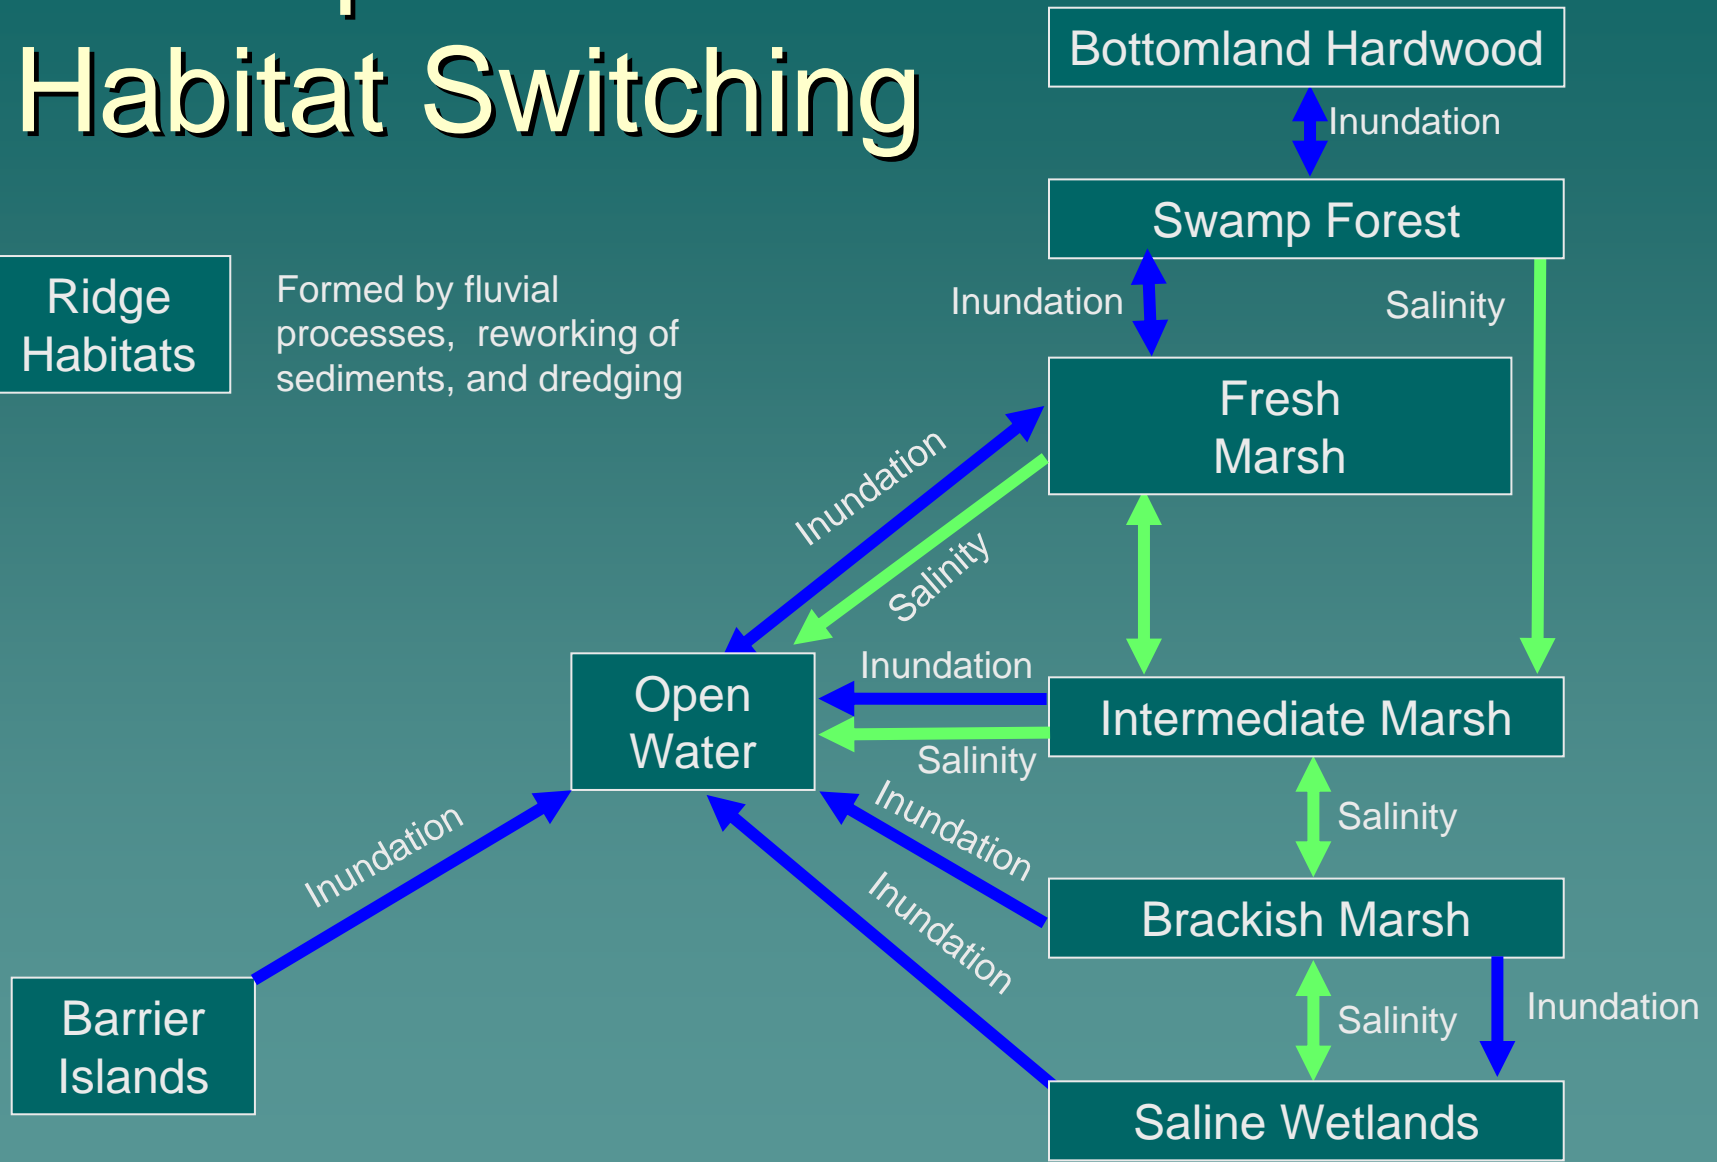 Habitat Switching
Bottomland Hardwood
Inundation
Swamp Forest
Ridge
Habitats
Formed by fluvial
processes, reworking of
sediments, and dredging
Inundation
Salinity
Fresh
Marsh
Inundation
Salinity
Open
Water
Inundation
Salinity
Intermediate Marsh
Salinity
Inundation
Inundation
Brackish Marsh
Inundation
Salinity
Inundation
Barrier
Islands
Saline Wetlands